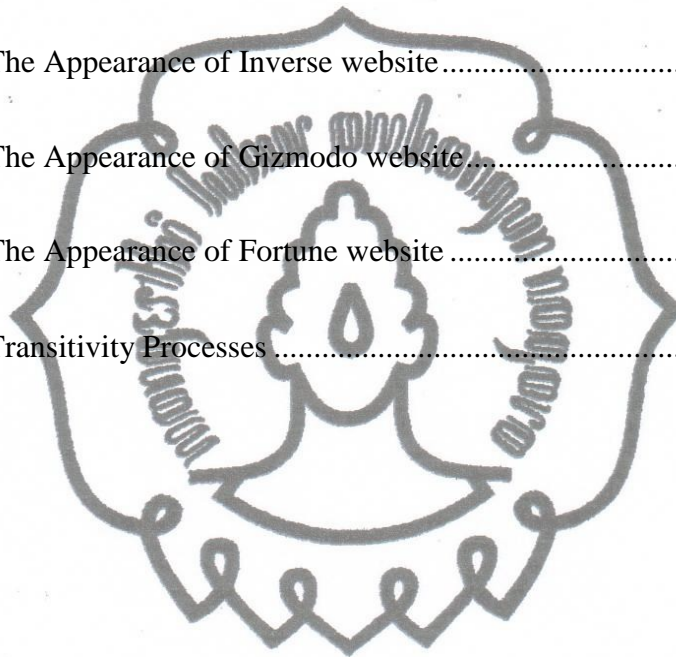 The Appearance of Inverse website..............................
The Appearance of Gizmodo website...........................
The Appearance of Fortune website .............................
Transitivity Processes ...................................................